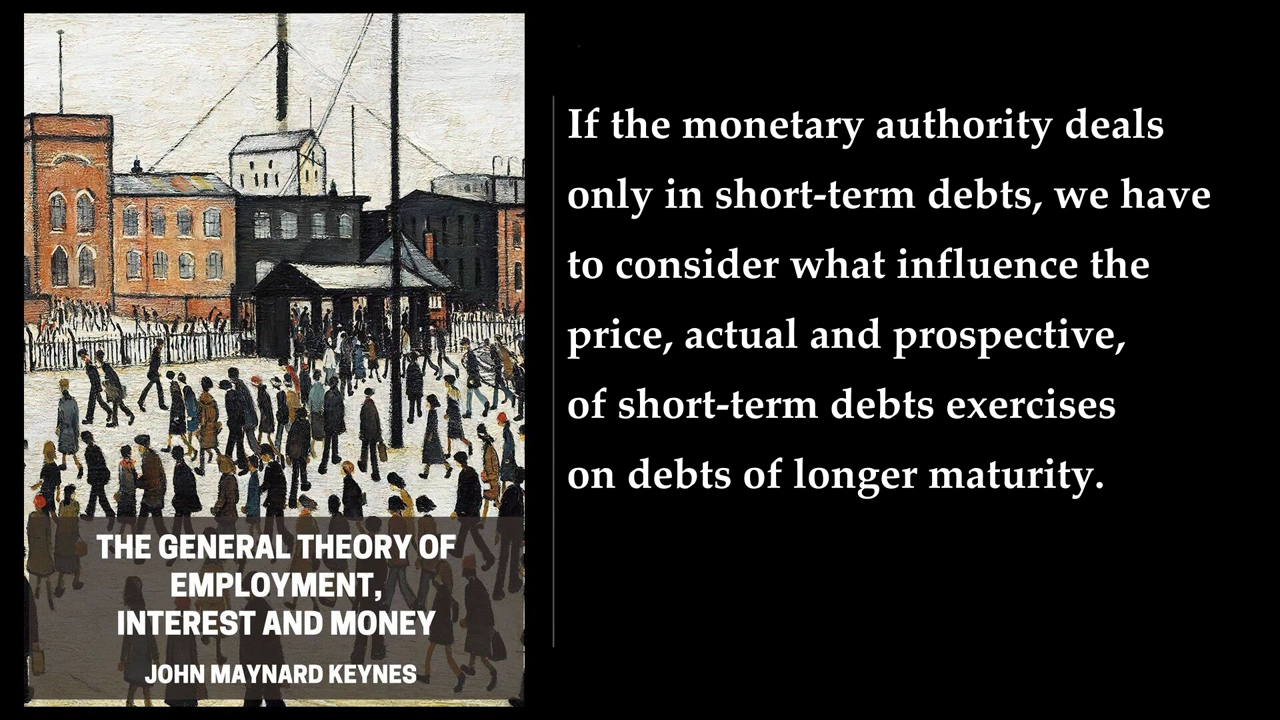 THE GENERAL THEORY OF
EMPLOYMENT,
INTEREST AND MONEY
JOHN MAYNARD KEYNES
If the monetary authority deals
only in short-term debts, we have
to consider what influence the
price, actual and prospective,
of short-term debts exercises
on debts of longer maturity.